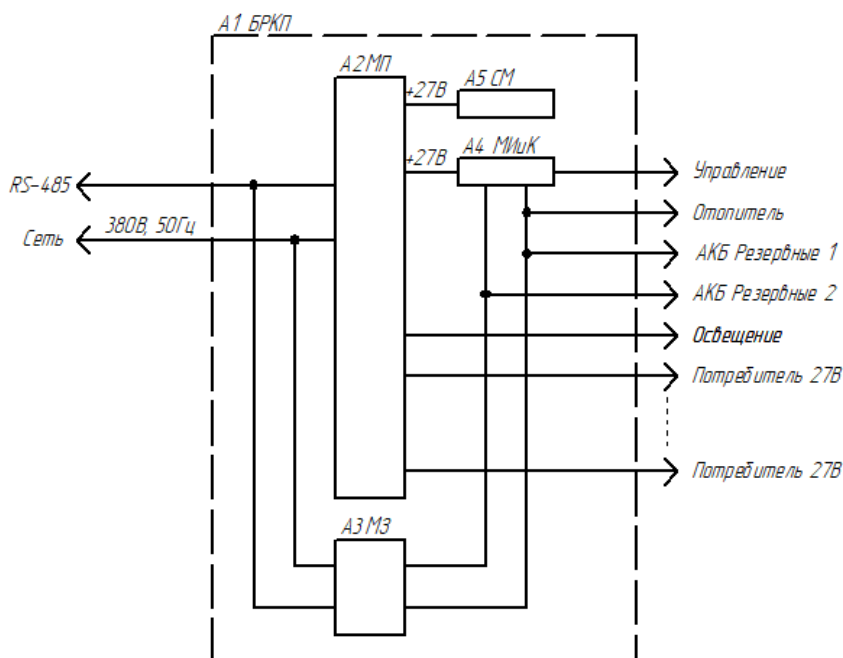 А1 БРКП
А2 МП
+27В
А5 СМ
+27В
А4 МИиК
Управление
RS-485
Отопитель
380В, 50Гц
Сеть
АКБ Резервные 1
АКБ Резервные 2
Освещение
Потребитель 27В
Потребитель 27В
А3 МЗ